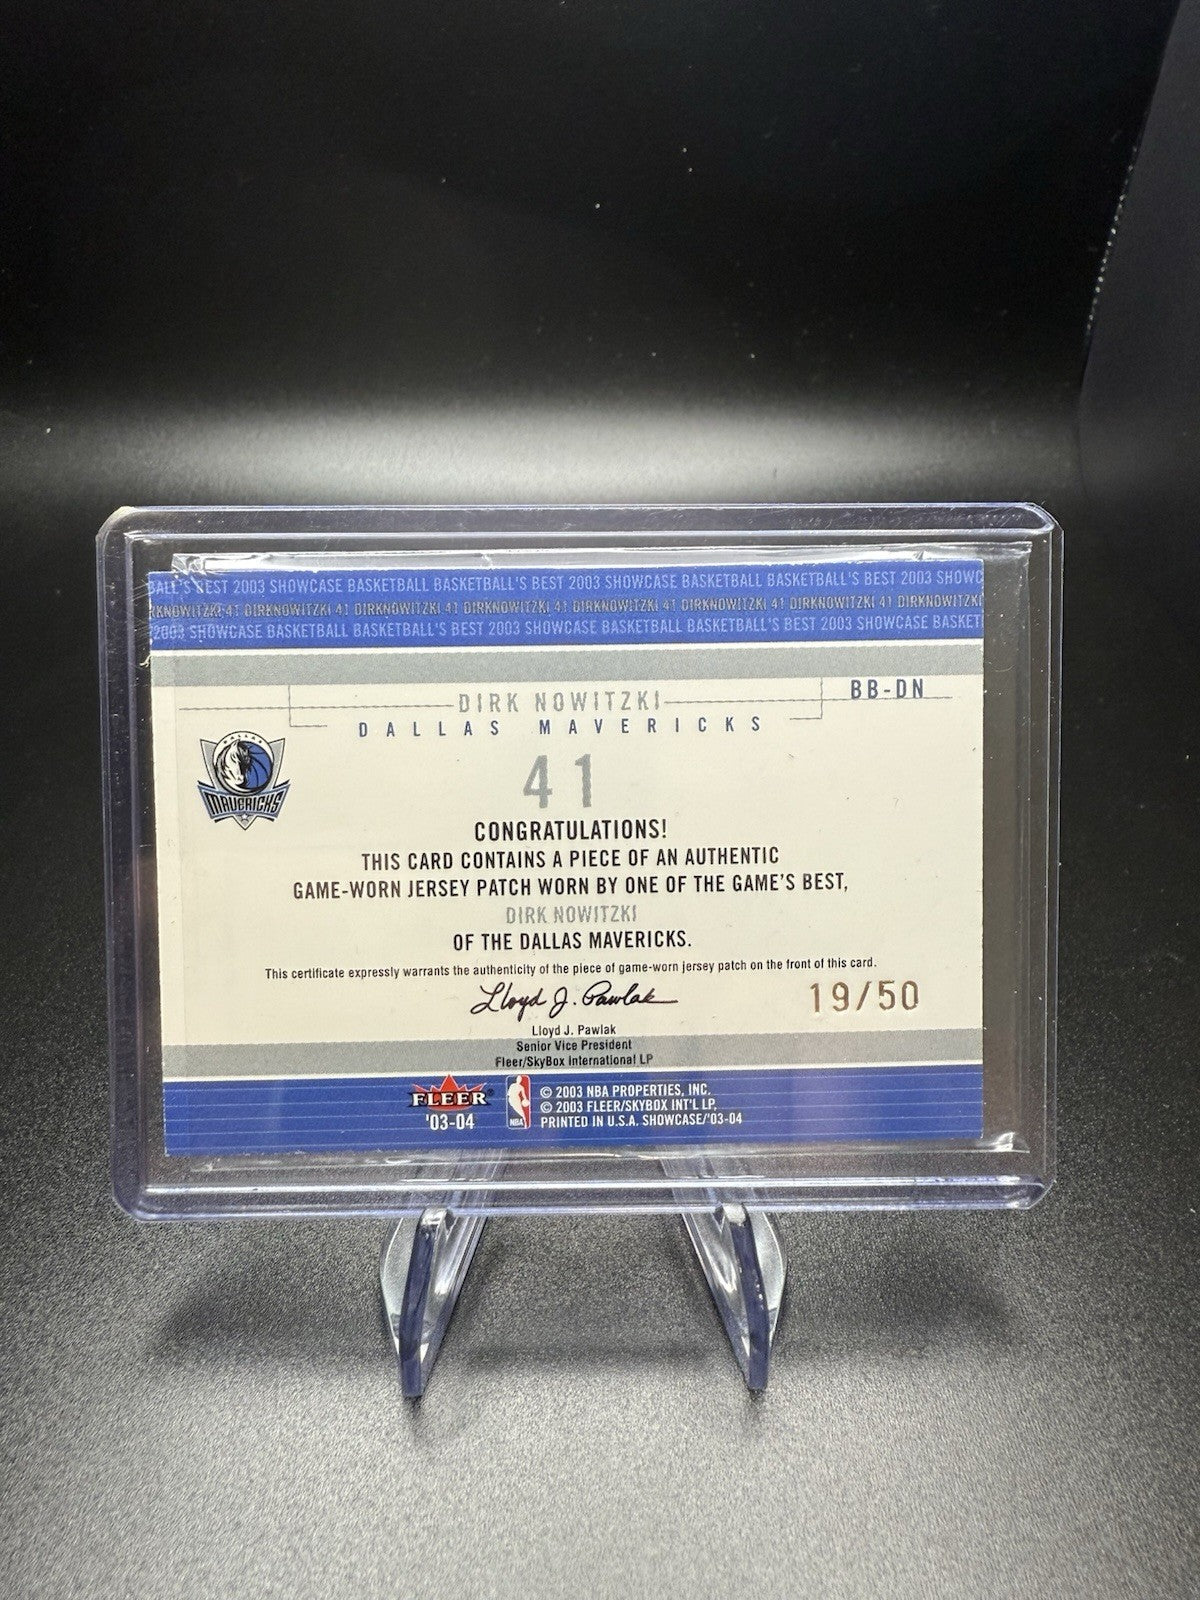 BALL'S BEST 2003 SHOWCASE BASKETBALL BASKETBALL'S BEST 2003 SHOWCASE BASKETBALL BASKETBALL'S BEST 2003 SHOWC
RKNOWITZKI 41 DIRKNOWITZKI 41 DIRKNOWITZKI 41 DIRKNOWITZKI 41 DIRKNOWITZKI 41 DIRKNOWITZKI 41 DIRKNOWITZKI 41 DIRKNOWITZKI
2003 SHOWCASE BASKETBALL BASKETBALL'S BEST 2003 SHOWCASE BASKETBALL BASKETBALL'S BEST 2003 SHOWCASE BASKET
DIRK NOWITZKI
BB-DN
DALLAS MAVERICKS
DALLAS
MAVERICKS
41
CONGRATULATIONS!
THIS CARD CONTAINS A PIECE OF AN AUTHENTIC
GAME-WORN JERSEY PATCH WORN BY ONE OF THE GAME'S BEST,
DIRK NOWITZKI
OF THE DALLAS MAVERICKS.
This certificate expressly warrants the authenticity of the piece of game-worn jersey patch on the front of this card.
Lloyd J. Pawlak
19/50
Lloyd J. Pawlak
Senior Vice President
Fleer/SkyBox International LP
FLEER®
'03-04
NBA
© 2003 NBA PROPERTIES, INC.
© 2003 FLEER/SKYBOX INT'L LP,
PRINTED IN U.S.A. SHOWCASE/'03-04